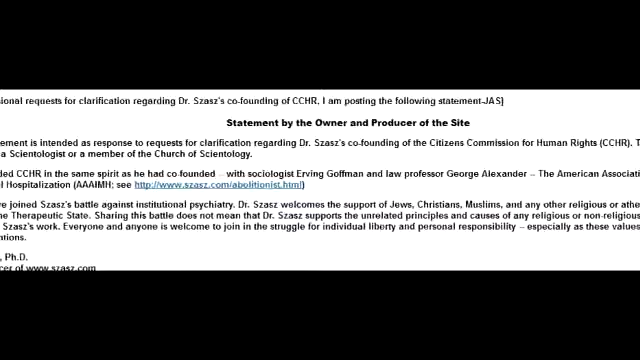 sional requests for clarification regarding Dr. Szasz's co-founding of CCHR, I am posting the following statement-JAS]
Statement by the Owner and Producer of the Site
ement is intended as response to requests for clarification regarding Dr. Szasz's co-founding of the Citizens Commission for Human Rights (CCHR). T
a Scientologist or a member of the Church of Scientology.
ded CCHR in the same spirit as he had co-founded – with sociologist Erving Goffman and law professor George Alexander – The American Associati
l Hospitalization (AAAIMH; see http://www.szasz.com/abolitionist.html)
ve joined Szasz's battle against institutional psychiatry. Dr. Szasz welcomes the support of Jews, Christians, Muslims, and any other religious or athe
he Therapeutic State. Sharing this battle does not mean that Dr. Szasz supports the unrelated principles and causes of any religious or non-religious
Szasz's work. Everyone and anyone is welcome to join in the struggle for individual liberty and personal responsibility – especially as these values
ntions.
, Ph.D.
cer of www.szasz.com